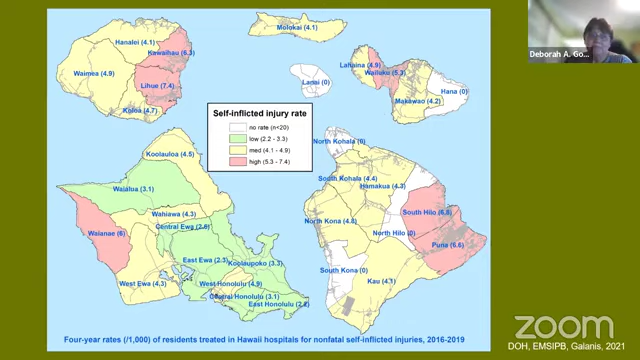 Deborah A. Go...
Molokai (4.1)
Hanalei (4.1)
Kawaihau (6.3)
Waimea (4.9)
Lihue (7.4)
Koloa (4.7)
Lahaina (4.9)
Wailuku (5.3)
Lanai (0)
Hana (0)
Makawao (4.2)
Self-inflicted injury rate
no rate (n<20)
low (2.2 - 3.3)
med (4.1 - 4.9)
high (5.3 - 7.4)
Koolauloa (4.5)
Waialua (3.1)
Wahiawa (4.3)
Central Ewa (2.6)
Waianae (6)
East Ewa (2.3)
Koolaupoko (3.3)
West Ewa (4.3)
West Honolulu (4.9)
Central Honolulu (3.1)
East Honolulu
North Kohala (0)
South Kohala (4.4)
Hamakua (4.3)
North Kona
South Hilo (6.8)
North Hilo (0)
Puna (6.6)
South Kona (0)
Kau (4.1)
Four-year rates (/1,000) of residents treated in Hawaii hospitals for nonfatal self-inflicted injuries, 2016-2019
zoom
DOH, EMSIPB, Galanis, 2021